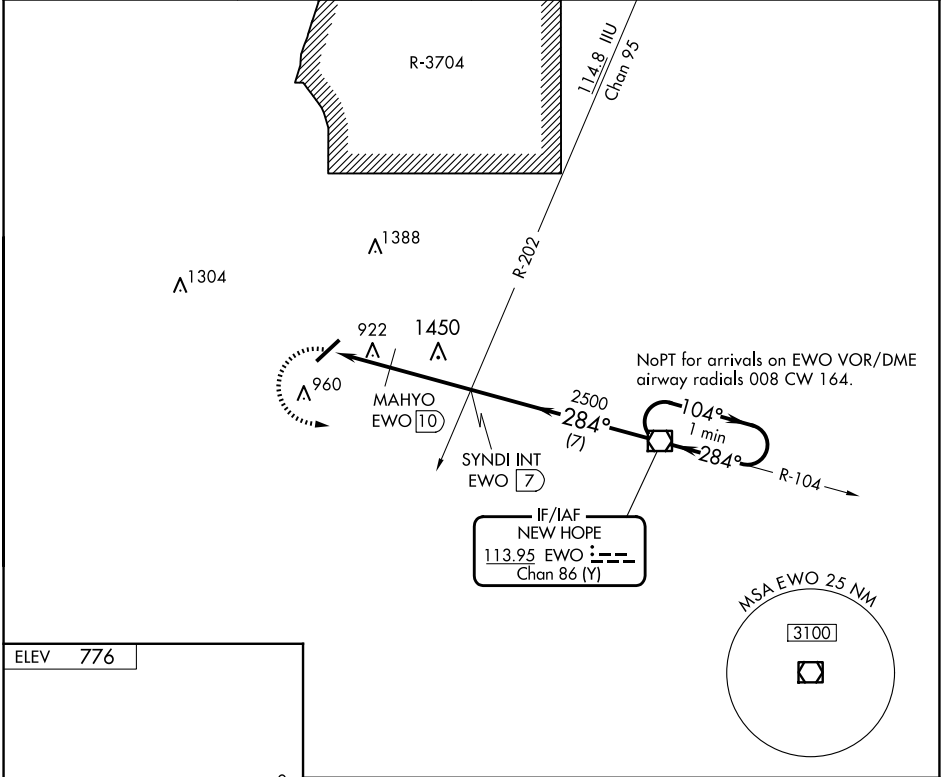 R-3704
114.8 IIU
Chan 95
R-202
1388
1304
922
1450
960
MAHYO
EWO 10
SYNDI INT
EWO 7
2500
284°
(7)
NoPT for arrivals on EWO VOR/DME
airway radials 008 CW 164.
104°
1 min
284°
R-104
IF/IAF
NEW HOPE
113.95 EWO
Chan 86 (Y)
MSA EWO 25 NM
3100
ELEV 776